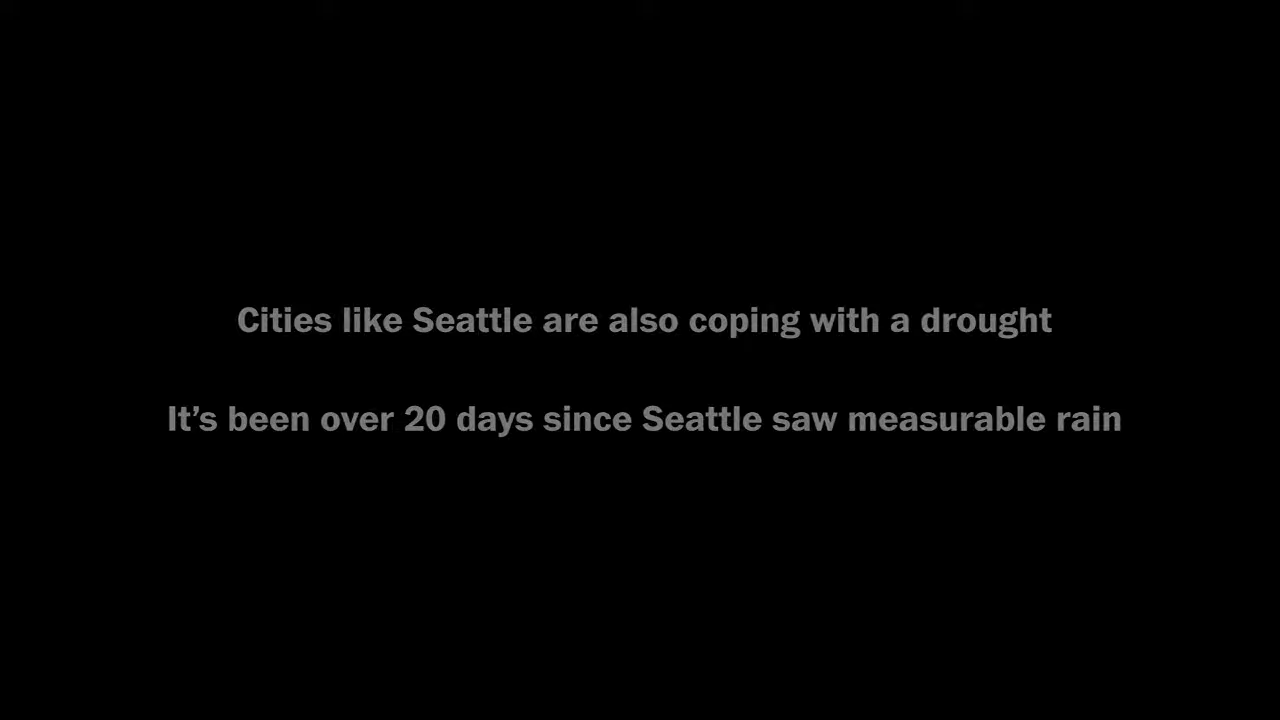 Cities like Seattle are also coping with a drought
It’s been over 20 days since Seattle saw measurable rain